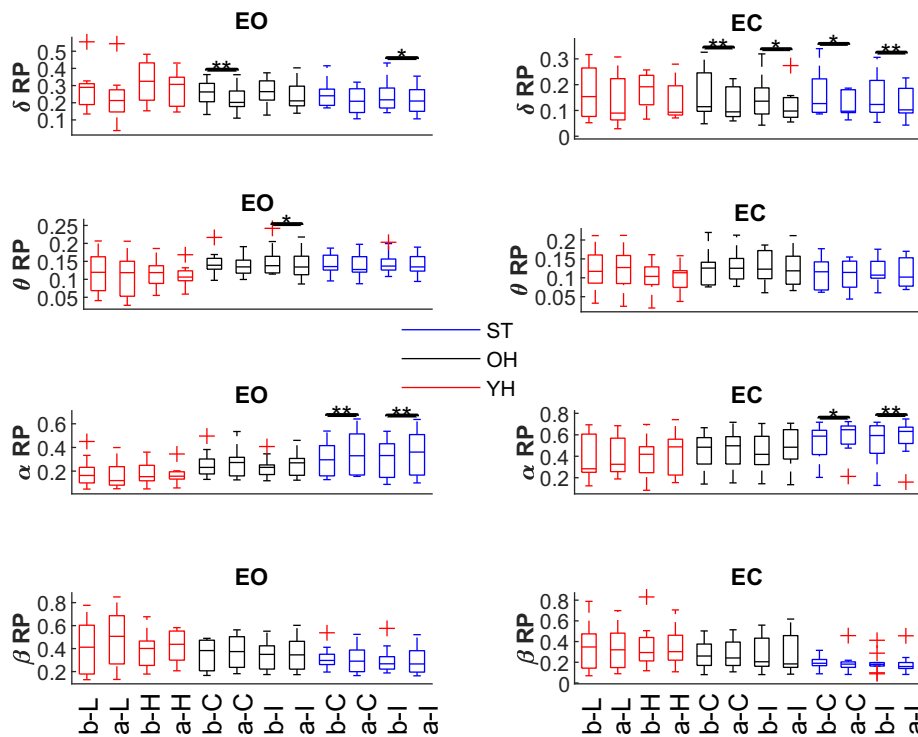 EO
EC
δ RP
0.5
0.4
0.3
0.2
0.1
** *
δ RP
0.3
0.2
0.1
0
** * * **
EO
EC
θ RP
0.25
0.2
0.15
0.1
0.05
*
θ RP
0.2
0.15
0.1
0.05
ST
OH
YH
EO
EC
α RP
0.6
0.4
0.2
** **
α RP
0.8
0.6
0.4
0.2
* **
EO
EC
β RP
0.8
0.6
0.4
0.2
β RP
0.8
0.6
0.4
0.2
0
b-L a-L b-H a-H b-C a-C b-I a-I b-C a-C b-I a-I
b-L a-L b-H a-H b-C a-C b-I a-I b-C a-C b-I a-I